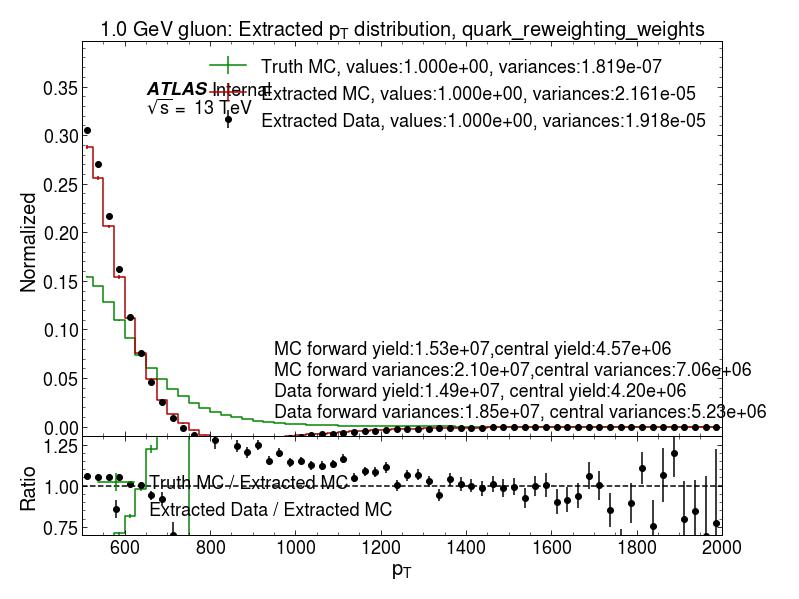 1.0 GeV gluon: Extracted pT distribution, quark_reweighting_weights
Truth MC, values:1.000e+00, variances:1.819e-07
ATLAS Internal
Extracted MC, values:1.000e+00, variances:2.161e-05
√s = 13 TeV
Extracted Data, values:1.000e+00, variances:1.918e-05
0.35
0.30
0.25
0.20
0.15
0.10
0.05
0.00
Normalized
MC forward yield:1.53e+07,central yield:4.57e+06
MC forward variances:2.10e+07,central variances:7.06e+06
Data forward yield:1.49e+07, central yield:4.20e+06
Data forward variances:1.85e+07, central variances:5.23e+06
1.25
1.00
0.75
Ratio
Truth MC / Extracted MC
Extracted Data / Extracted MC
600 800 1000 1200 1400 1600 1800 2000
pT